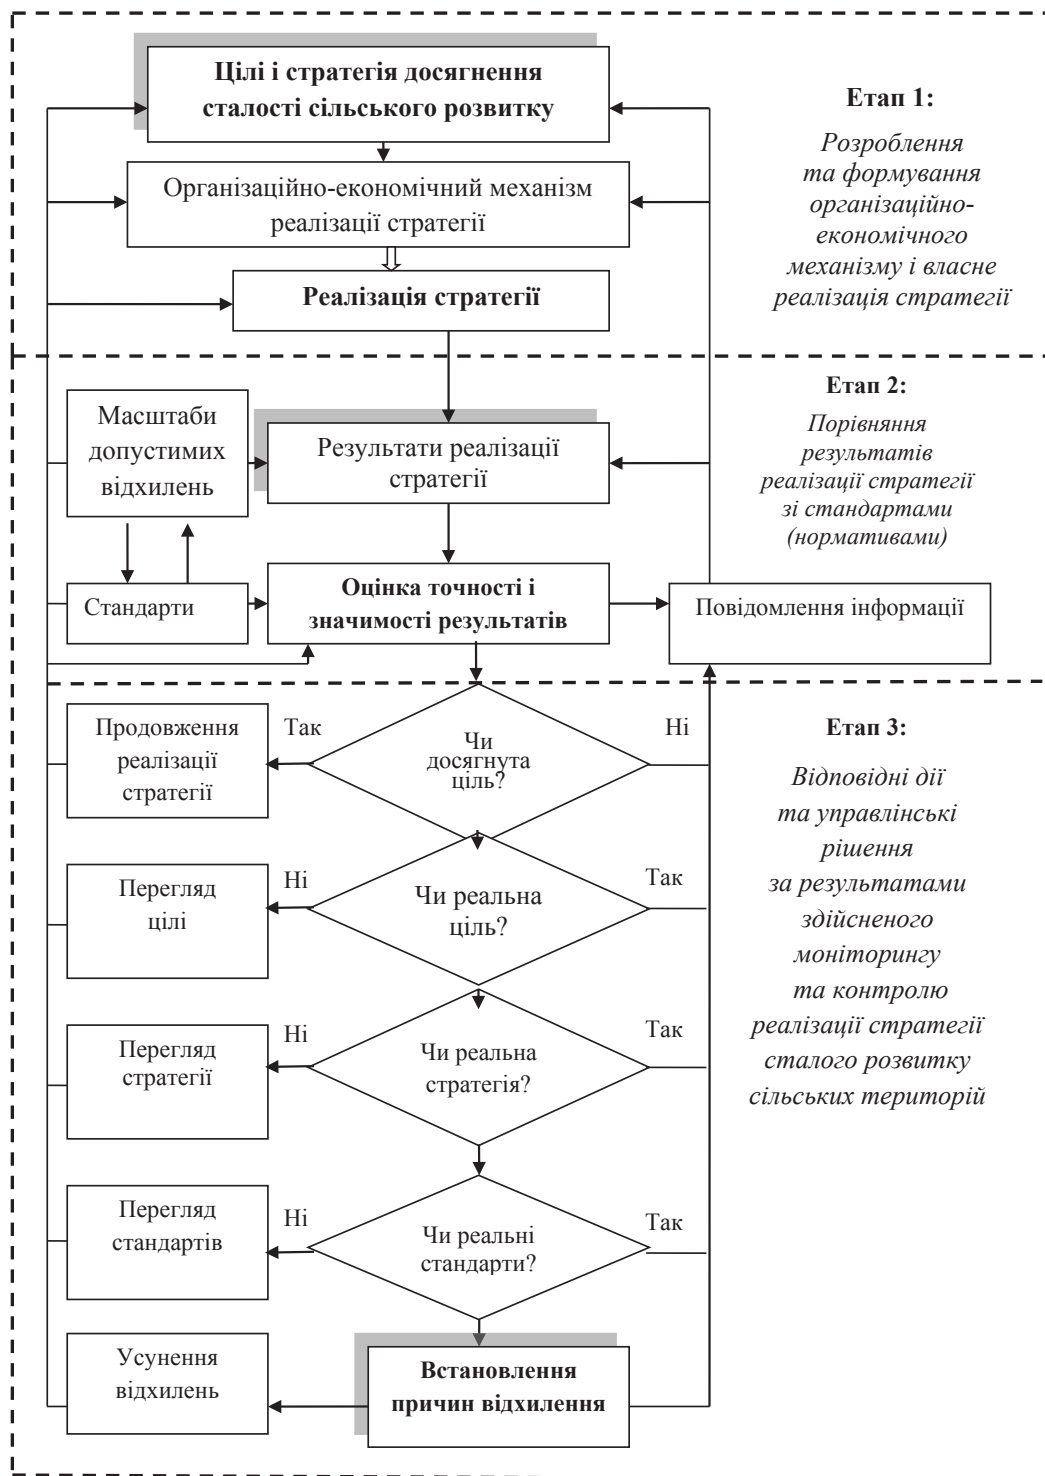 Цілі і стратегія досягнення
сталості сільського розвитку
Організаційно-економічний механізм
реалізації стратегії
Реалізація стратегії
Етап 1:
Розроблення
та формування
організаційно-
економічного
механізму і власне
реалізація стратегії
Масштаби
допустимих
відхилень
Результати реалізації
стратегії
Стандарти
Оцінка точності і
значимості результатів
Повідомлення інформації
Етап 2:
Порівняння
результатів
реалізації стратегії
зі стандартами
(нормативами)
Продовження
реалізації
стратегії
Так
Чи
досягнута
ціль?
Ні
Перегляд
цілі
Ні
Чи реальна
ціль?
Так
Перегляд
стратегії
Ні
Чи реальна
стратегія?
Так
Перегляд
стандартів
Ні
Чи реальні
стандарти?
Так
Усунення
відхилень
Встановлення
причин відхилення
Етап 3:
Відповідні дії
та управлінські
рішення
за результатами
здійсненого
моніторингу
та контролю
реалізації стратегії
сталого розвитку
сільських територій